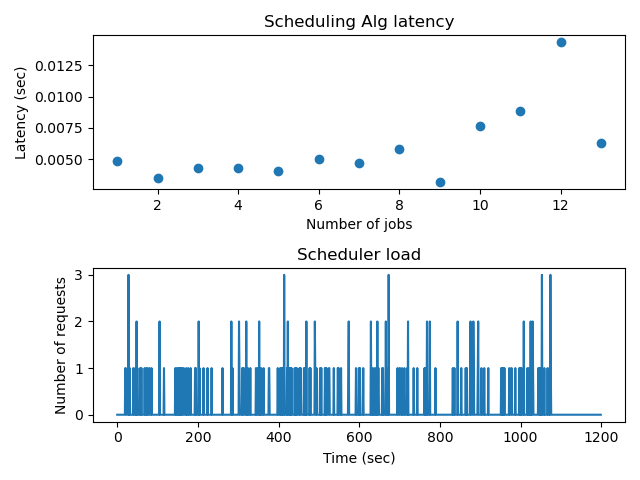 Scheduling Alg latency
Latency (sec)
0.0125
0.0100
0.0075
0.0050
2 4 6 8 10 12
Number of jobs
Scheduler load
Number of requests
3
2
1
0
0 200 400 600 800 1000 1200
Time (sec)